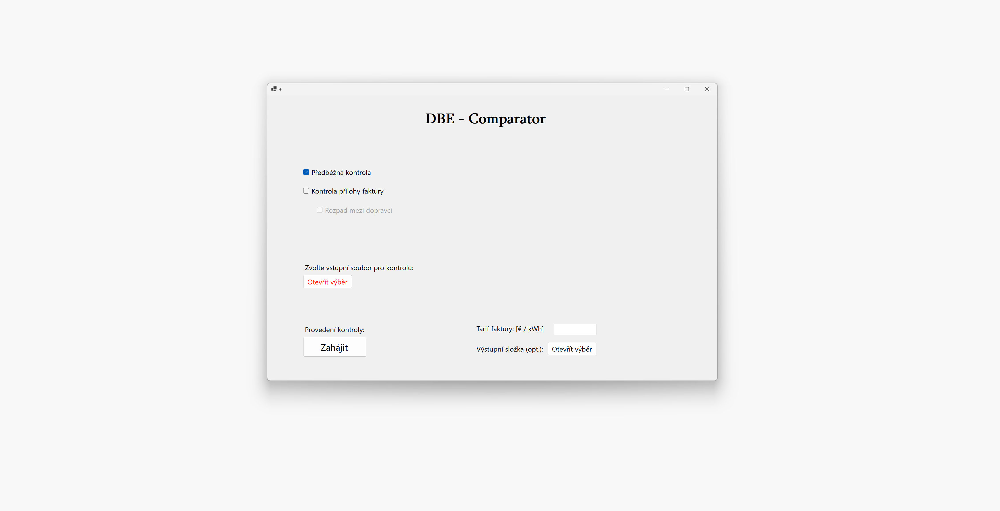 +
DBE - Comparator
Předběžná kontrola
Kontrola přílohy faktury
Rozpad mezi dopravci
Zvolte vstupní soubor pro kontrolu:
Otevřít výběr
Provedení kontroly:
Zahájit
Tarif faktury: [€ / kWh]
Výstupní složka (opt.): Otevřít výběr